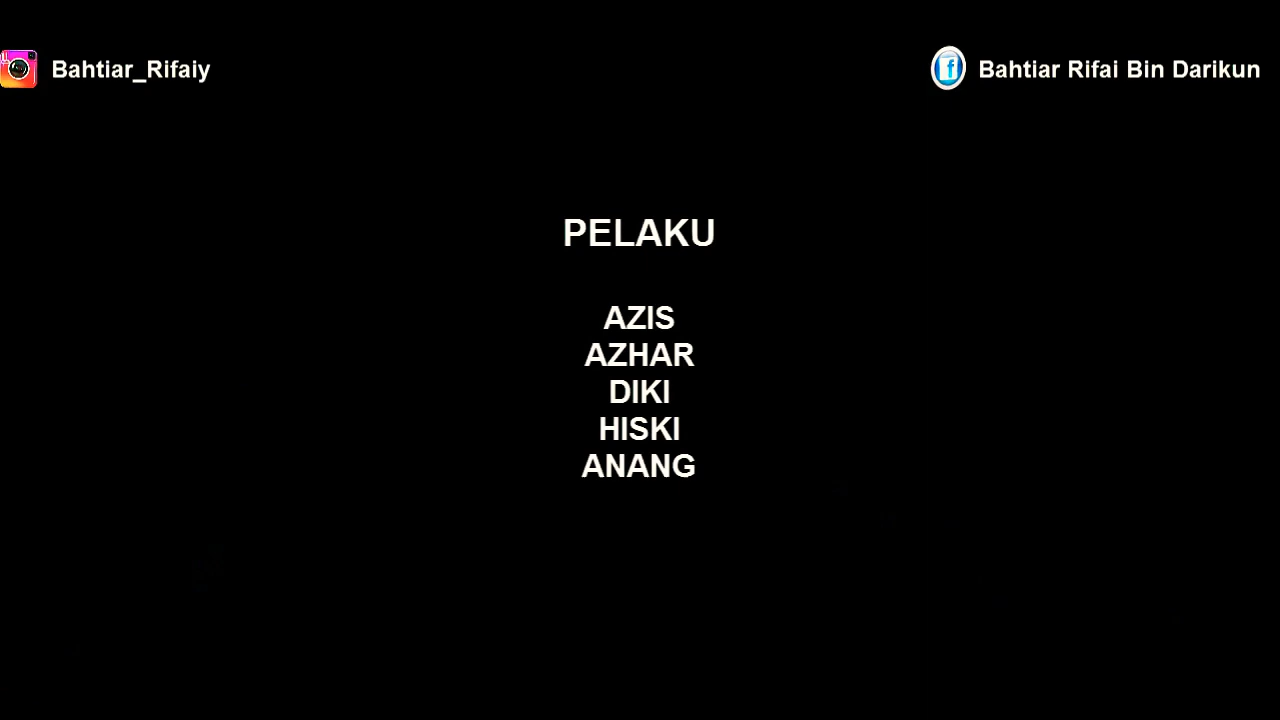 Bahtiar_Rifaiy
Bahtiar Rifai Bin Darikun
PELAKU
AZIS
AZHAR
DIKI
HISKI
ANANG